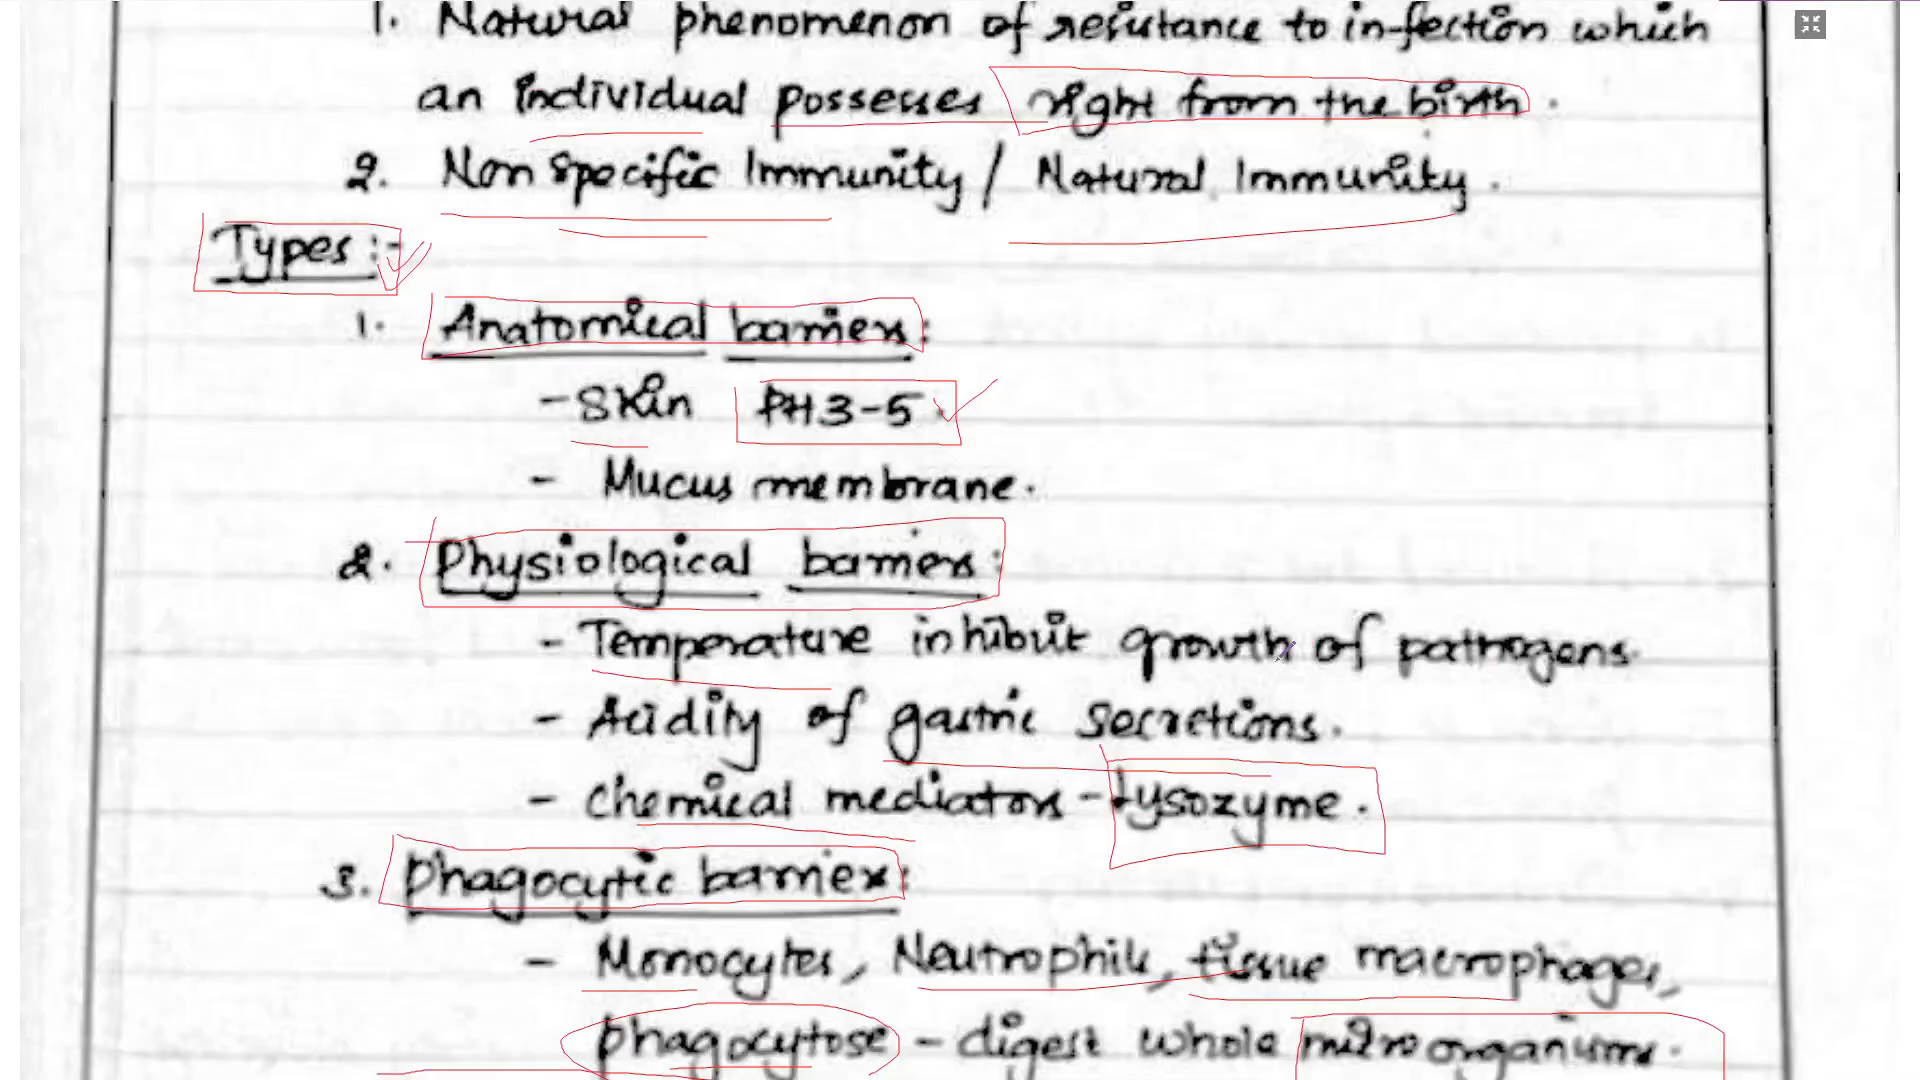 1. Natural phenomenon of resistance to infection which
an individual possesses right from the birth.
2. Non specific Immunity / Natural Immunity.
Types :-
1. Anatomical barriers:
- Skin PH 3-5.
- Mucus membrane.
2. Physiological barriers:
- Temperature inhibit growth of pathogens.
- Acidity of gastric secretions.
- Chemical mediators - Lysozyme.
3. Phagocytic barriers:
- Monocytes, Neutrophils, tissue macrophages,
phagocytose - digest whole microorganisms.